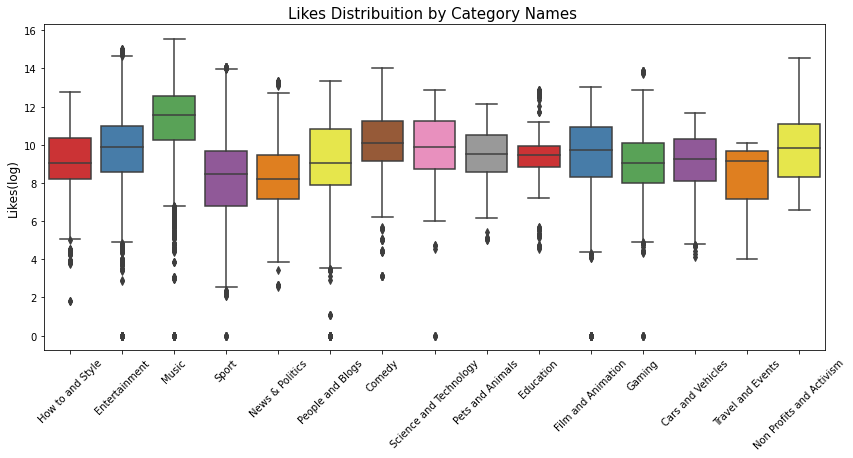 Likes Distribuition by Category Names
Likes(log)
16
14
12
10
8
6
4
2
0
How to and Style
Entertainment
Music
Sport
News & Politics
People and Blogs
Comedy
Science and Technology
Pets and Animals
Education
Film and Animation
Gaming
Cars and Vehicles
Travel and Events
Non Profits and Activism